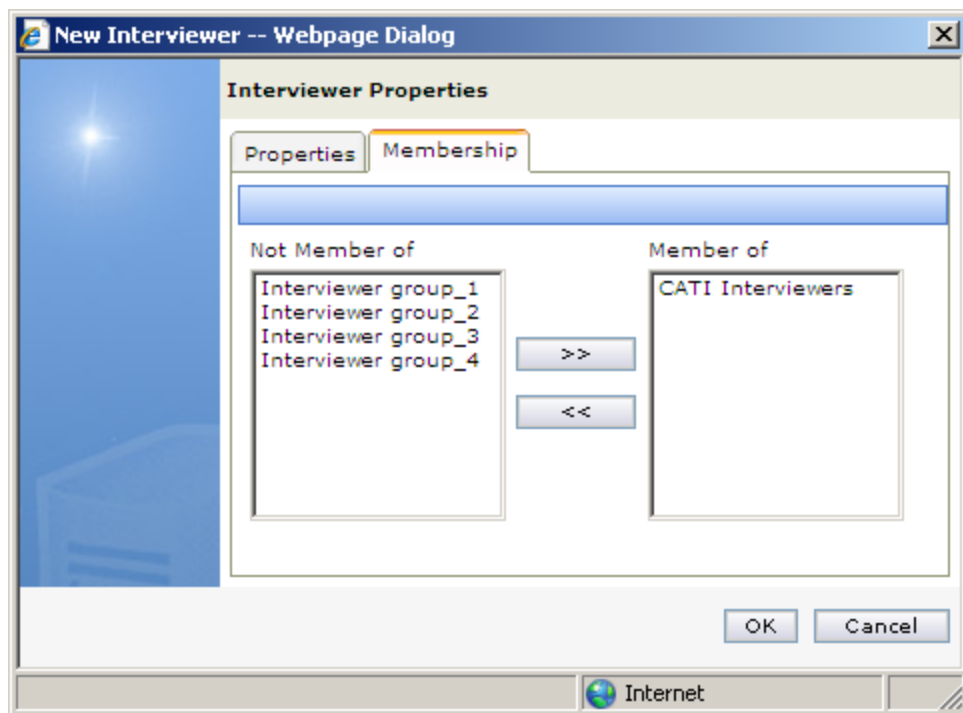 New Interviewer -- Webpage Dialog
Interviewer Properties
Properties
Membership
Not Member of
Interviewer group_1
Interviewer group_2
Interviewer group_3
Interviewer group_4
>>
<<
Member of
CATI Interviewers
OK
Cancel
Internet